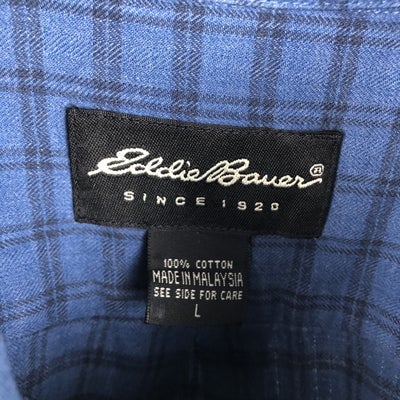 Eddie Bauer®
SINCE 1920
100% COTTON
MADE IN MALAYSIA
SEE SIDE FOR CARE
L